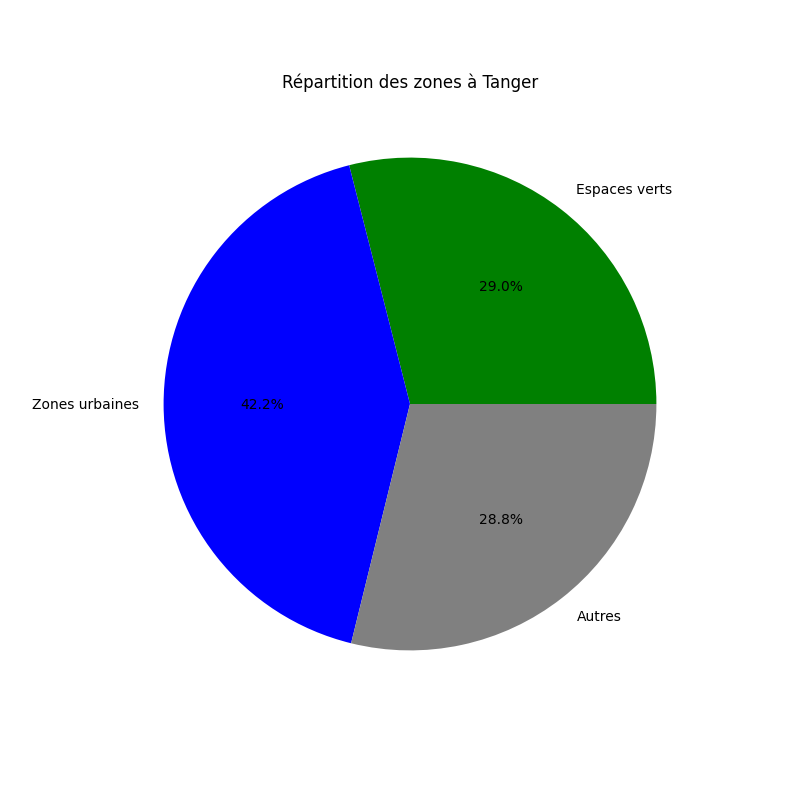 Répartition des zones à Tanger
Espaces verts
29.0%
Zones urbaines
42.2%
28.8%
Autres